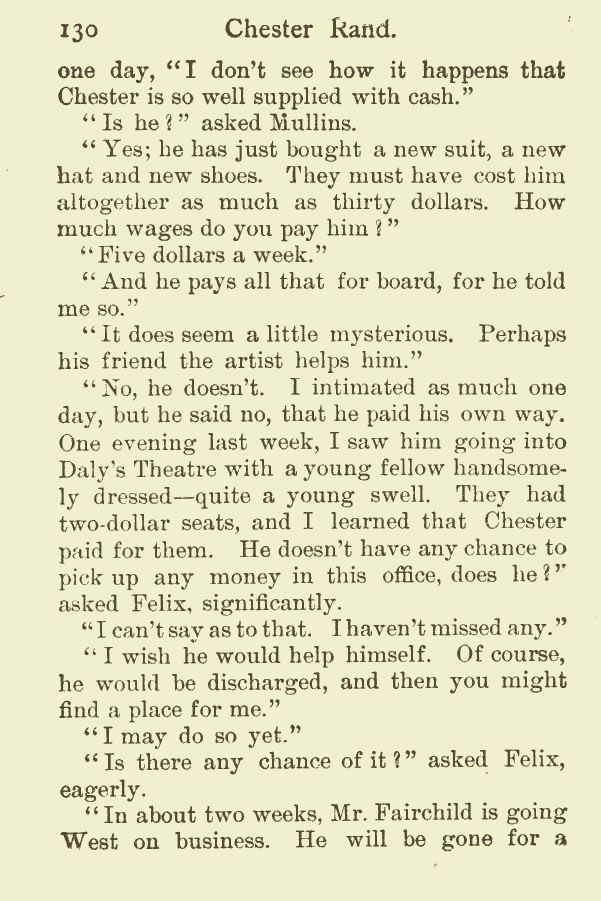 130 Chester Rand.
one day, “I don’t see how it happens that
Chester is so well supplied with cash.”
“Is he?” asked Mullins.
“Yes; he has just bought a new suit, a new
hat and new shoes. They must have cost him
altogether as much as thirty dollars. How
much wages do you pay him?”
“Five dollars a week.”
“And he pays all that for board, for he told
me so.”
“It does seem a little mysterious. Perhaps
his friend the artist helps him.”
“No, he doesn’t. I intimated as much one
day, but he said no, that he paid his own way.
One evening last week, I saw him going into
Daly’s Theatre with a young fellow handsome-
ly dressed—quite a young swell. They had
two-dollar seats, and I learned that Chester
paid for them. He doesn’t have any chance to
pick up any money in this office, does he?”
asked Felix, significantly.
“I can’t say as to that. I haven’t missed any.”
“I wish he would help himself. Of course,
he would be discharged, and then you might
find a place for me.”
“I may do so yet.”
“Is there any chance of it?” asked Felix,
eagerly.
“In about two weeks, Mr. Fairchild is going
West on business. He will be gone for a